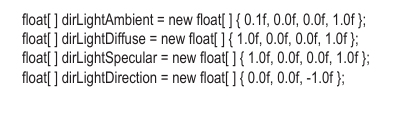 float[ ] dirLightAmbient = new float[ ] { 0.1f, 0.0f, 0.0f, 1.0f };
float[ ] dirLightDiffuse = new float[ ] { 1.0f, 0.0f, 0.0f, 1.0f };
float[ ] dirLightSpecular = new float[ ] { 1.0f, 0.0f, 0.0f, 1.0f };
float[ ] dirLightDirection = new float[ ] { 0.0f, 0.0f, -1.0f };